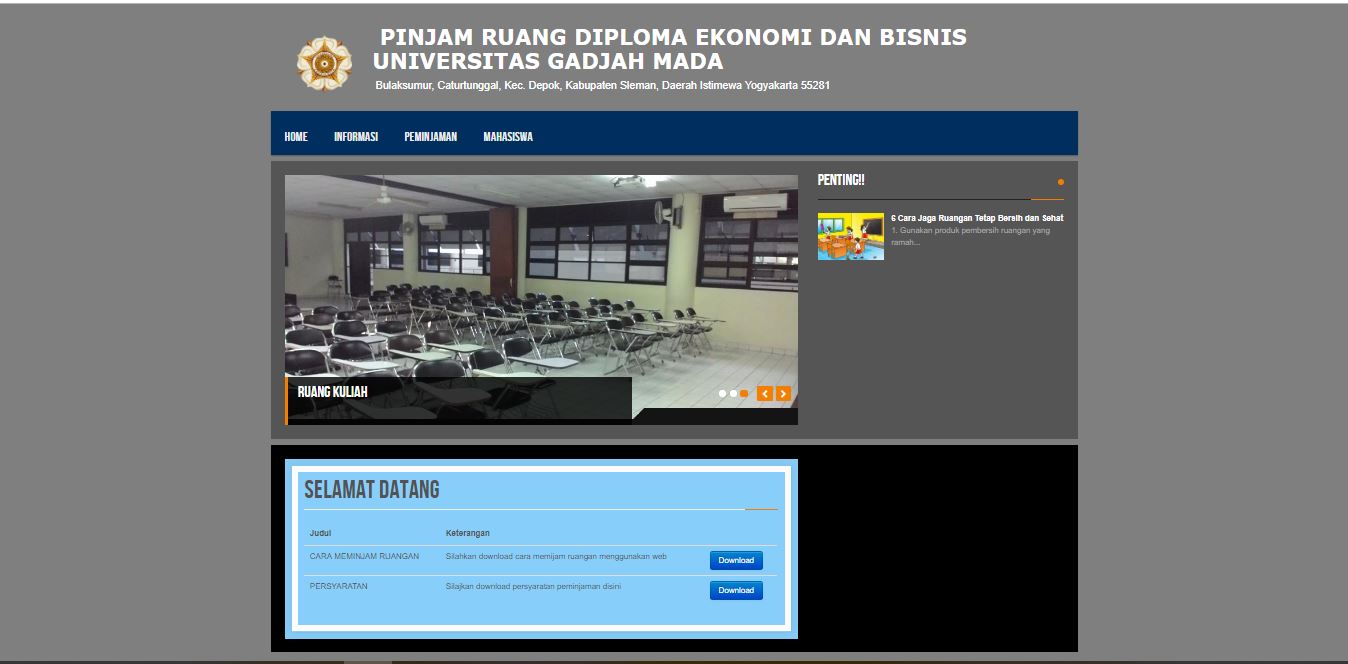 PINJAM RUANG DIPLOMA EKONOMI DAN BISNIS
UNIVERSITAS GADJAH MADA
Bulaksumur, Caturtunggal, Kec. Depok, Kabupaten Sleman, Daerah Istimewa Yogyakarta 55281
HOME INFORMASI PEMINJAMAN MAHASISWA
PENTING!!
6 Cara Jaga Ruangan Tetap Bersih dan Sehat
1. Gunakan produk pembersih ruangan yang
ramah...
RUANG KULIAH
SELAMAT DATANG
Judul Keterangan
CARA MEMINJAM RUANGAN Silahkan download cara memijam ruangan menggunakan web Download
PERSYARATAN Silajkan download persyaratan peminjaman disini Download